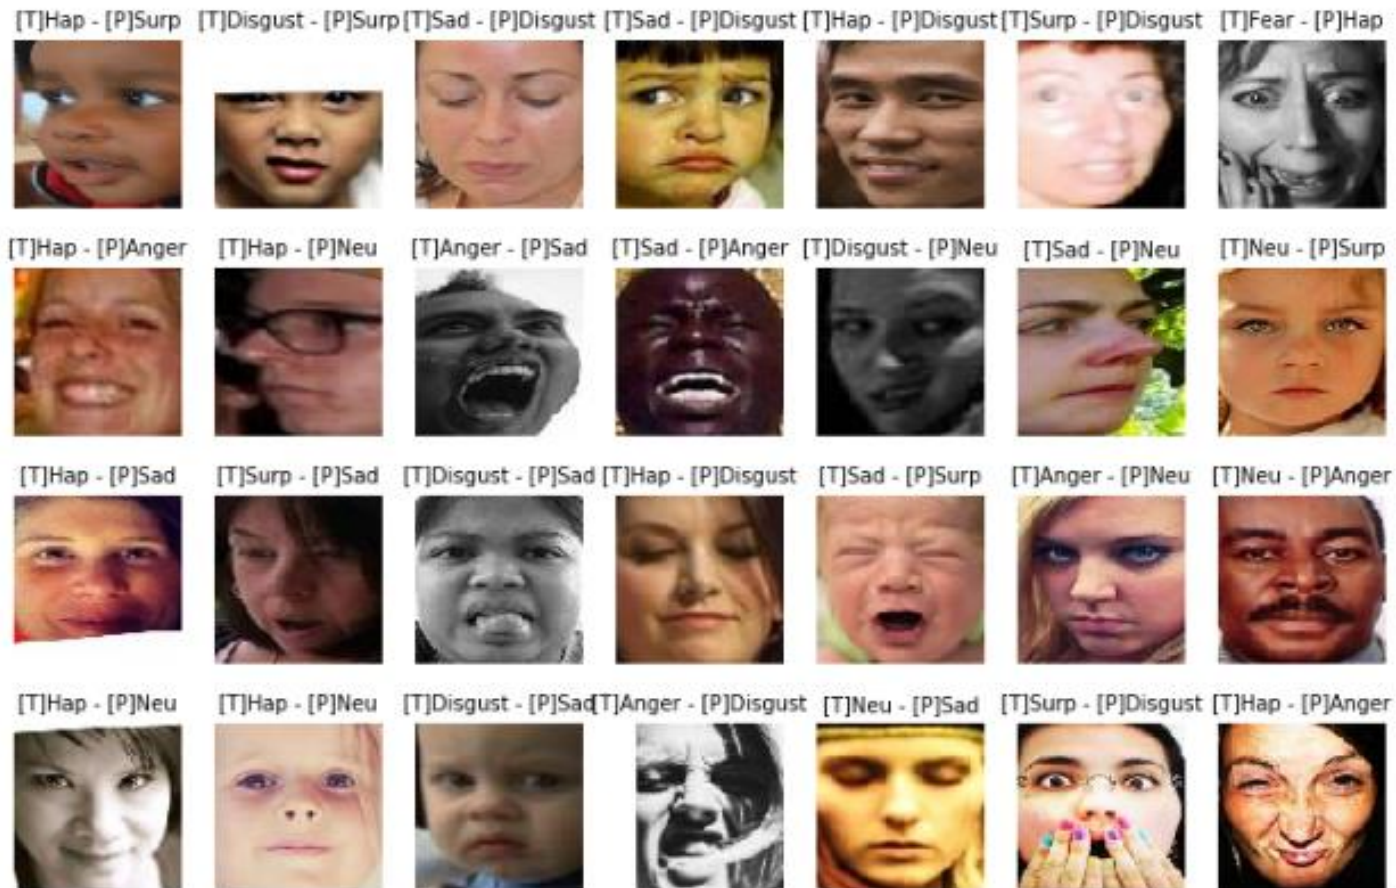 [T]Hap - [P]Surp [T]Disgust - [P]Surp [T]Sad - [P]Disgust [T]Sad - [P]Disgust [T]Hap - [P]Disgust [T]Surp - [P]Disgust [T]Fear - [P]Hap
[T]Hap - [P]Anger [T]Hap - [P]Neu [T]Anger - [P]Sad [T]Sad - [P]Anger [T]Disgust - [P]Neu [T]Sad - [P]Neu [T]Neu - [P]Surp
[T]Hap - [P]Sad [T]Surp - [P]Sad [T]Disgust - [P]Sad [T]Hap - [P]Disgust [T]Sad - [P]Surp [T]Anger - [P]Neu [T]Neu - [P]Anger
[T]Hap - [P]Neu [T]Hap - [P]Neu [T]Disgust - [P]Sad [T]Anger - [P]Disgust [T]Neu - [P]Sad [T]Surp - [P]Disgust [T]Hap - [P]Anger